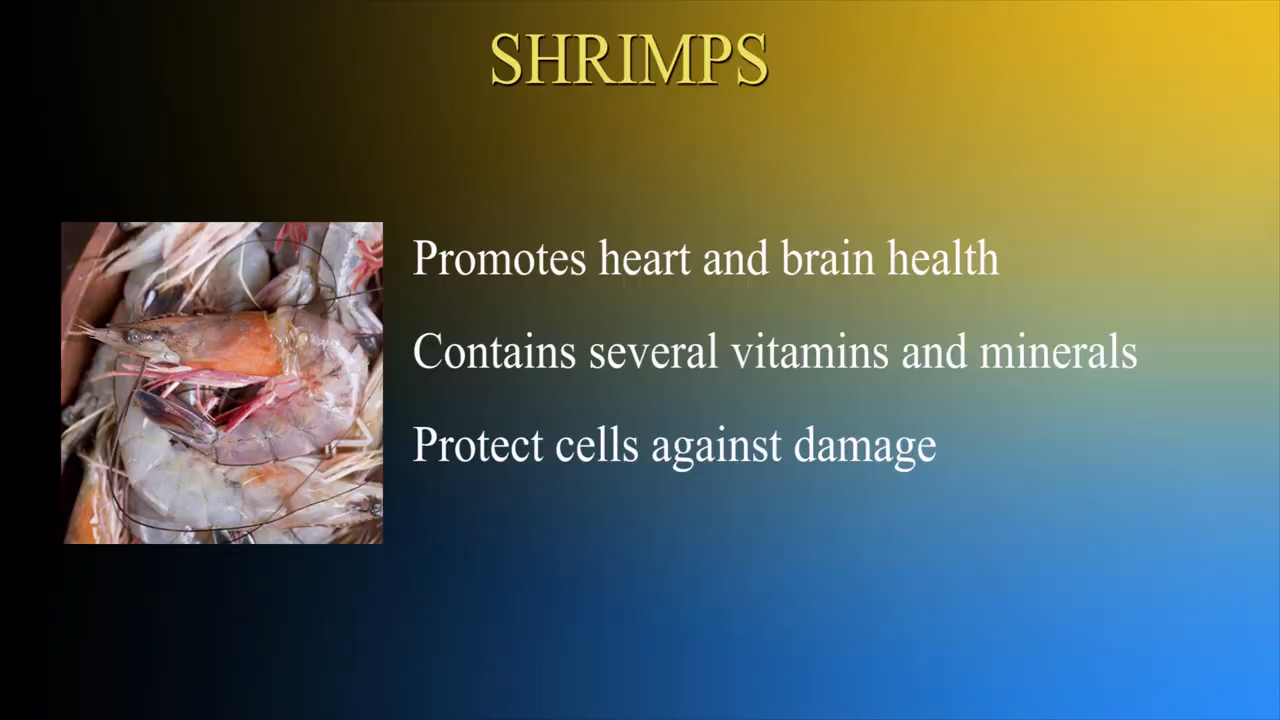 SHRIMPS
Promotes heart and brain health
Contains several vitamins and minerals
Protect cells against damage